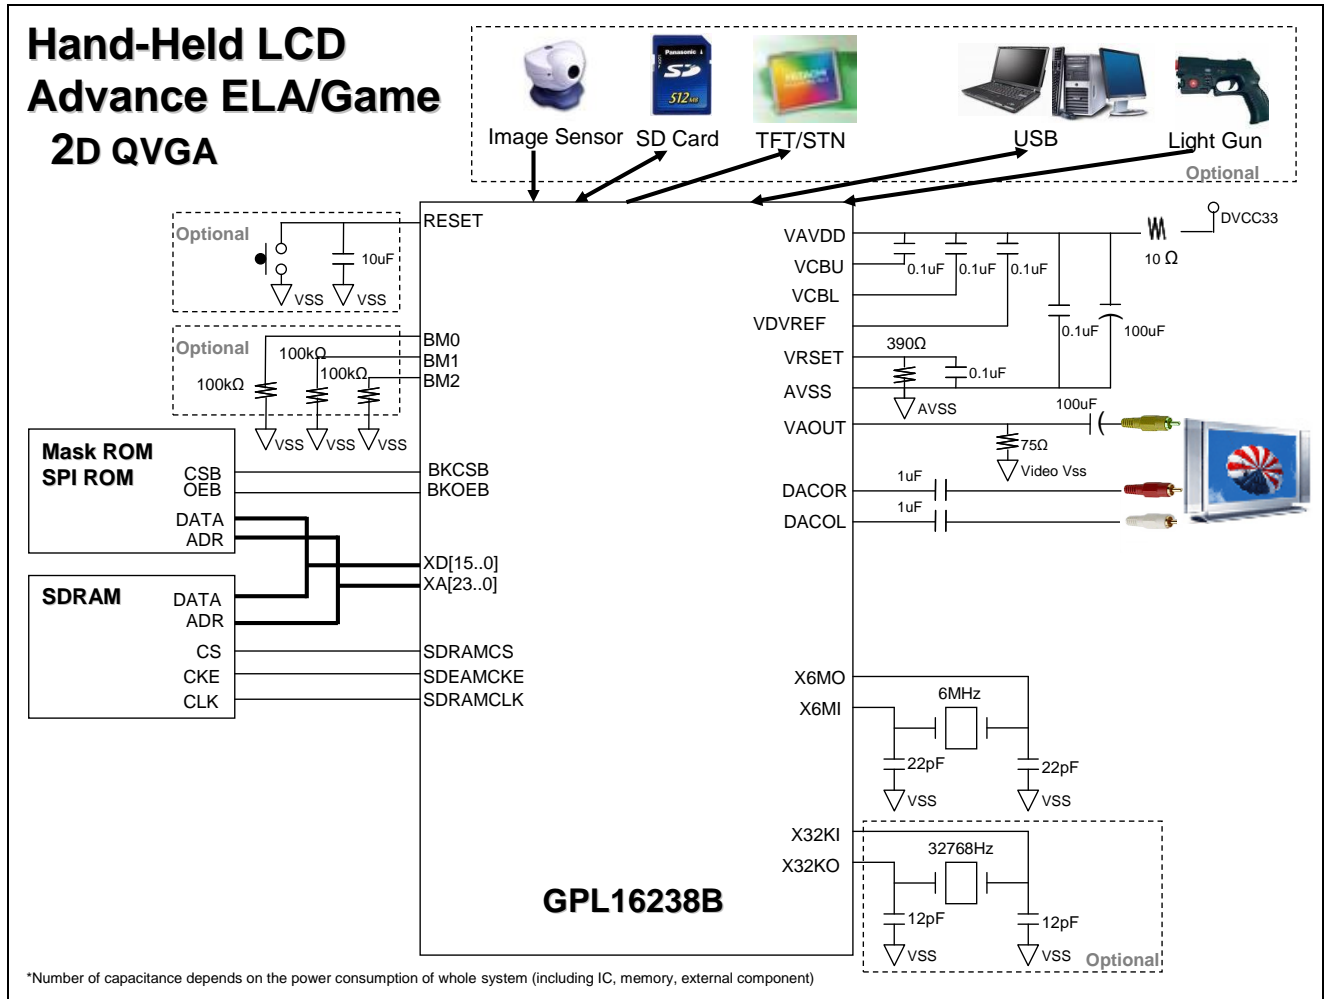 Hand-Held LCD
Advance ELA/Game
2D QVGA
Panasonic
SD
512MB
HITACHI
Image Sensor
SD Card
TFT/STN
USB
Light Gun
Optional
RESET
Optional
10uF
VSS
VSS
BM0
BM1
BM2
Optional
100kΩ
100kΩ
100kΩ
VSS
VSS
VSS
Mask ROM
SPI ROM
CSB
OEB
DATA
ADR
BKCSB
BKOEB
XD[15..0]
XA[23..0]
SDRAM
DATA
ADR
CS
CKE
CLK
SDRAMCS
SDEAMCKE
SDRAMCLK
VAVDD
VCBU
VCBL
VDVREF
VRSET
AVSS
VAOUT
DACOR
DACOL
DVCC33
10 Ω
0.1uF
0.1uF
0.1uF
0.1uF
100uF
390Ω
0.1uF
AVSS
100uF
75Ω
Video Vss
1uF
1uF
X6MO
X6MI
6MHz
22pF
22pF
VSS
VSS
X32KI
X32KO
32768Hz
12pF
12pF
VSS
VSS
Optional
GPL16238B
*Number of capacitance depends on the power consumption of whole system (including IC, memory, external component)